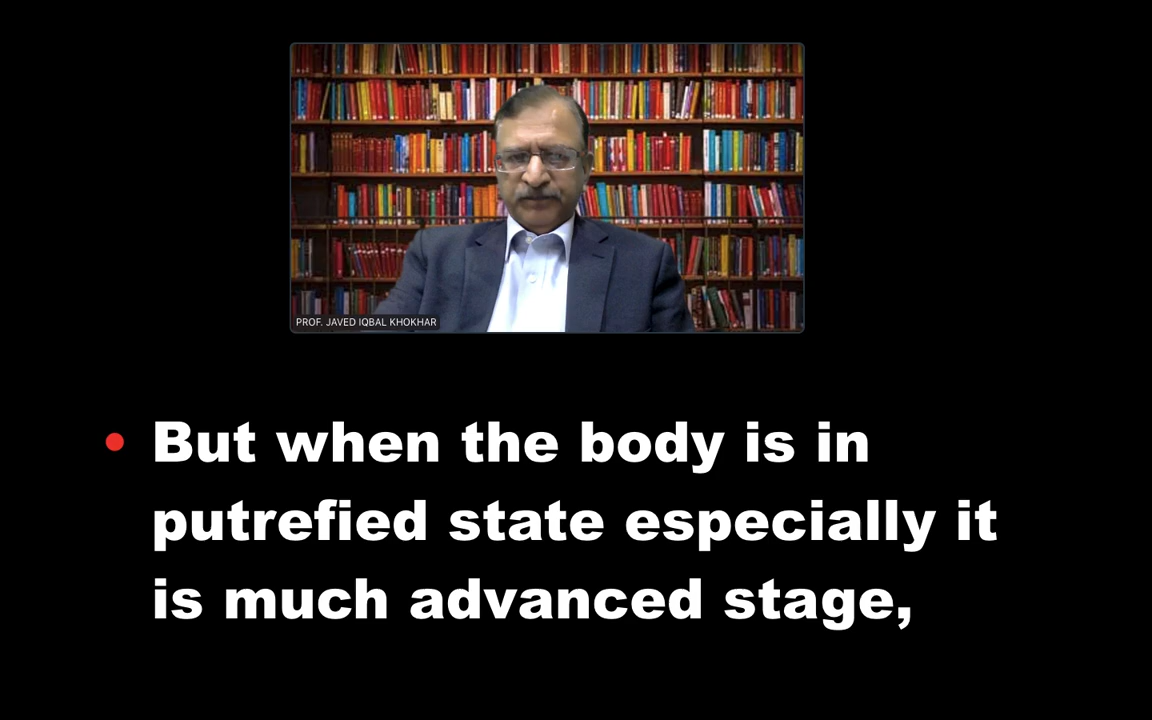 PROF. JAVED IQBAL KHOKHAR
• But when the body is in
putrefied state especially it
is much advanced stage,